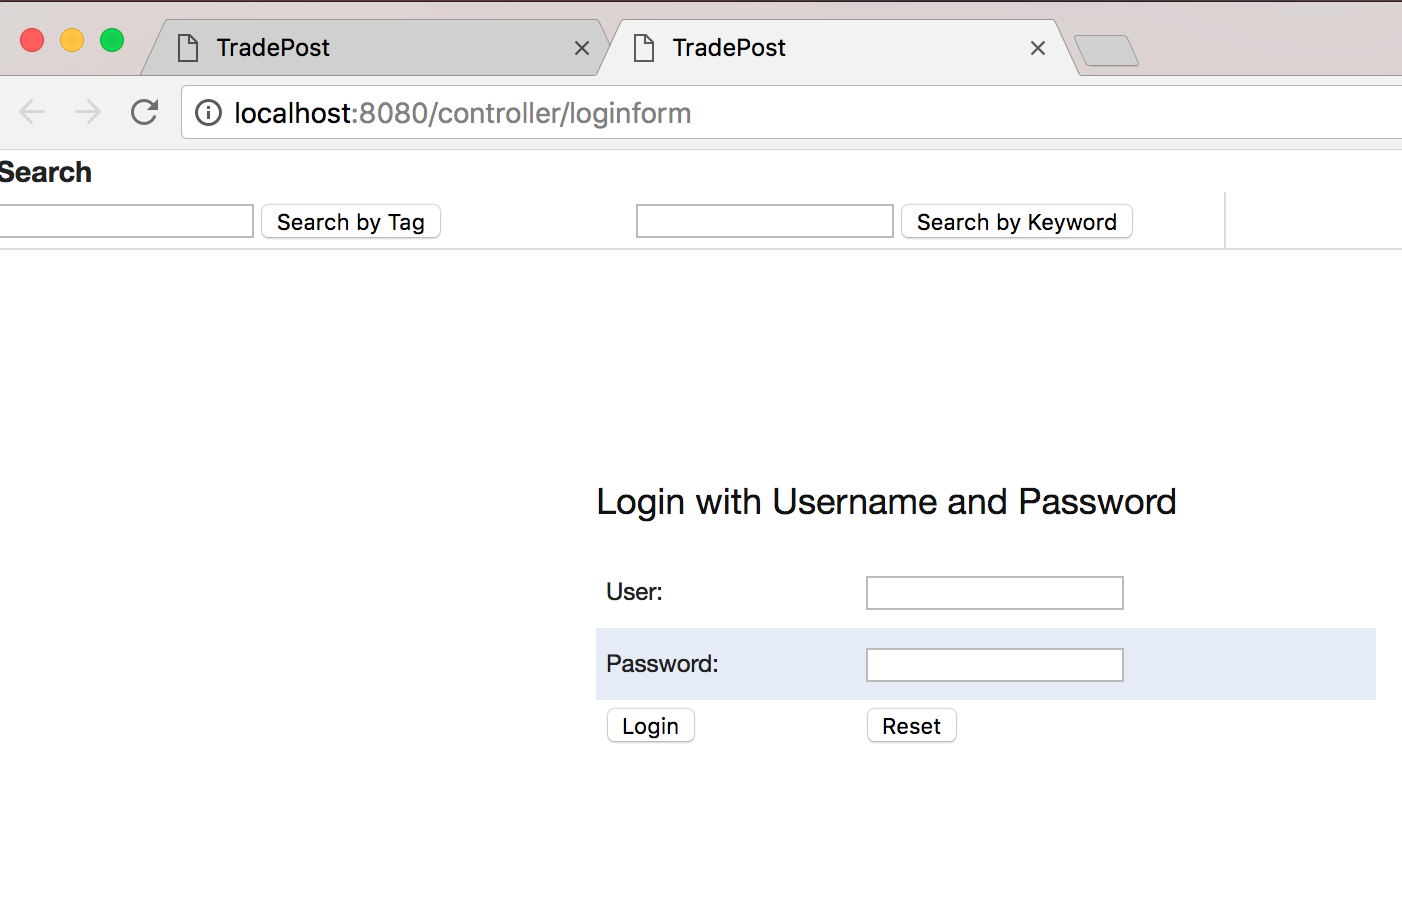 TradePost TradePost
localhost:8080/controller/loginform
Search
Search by Tag Search by Keyword
Login with Username and Password
User:
Password:
Login Reset